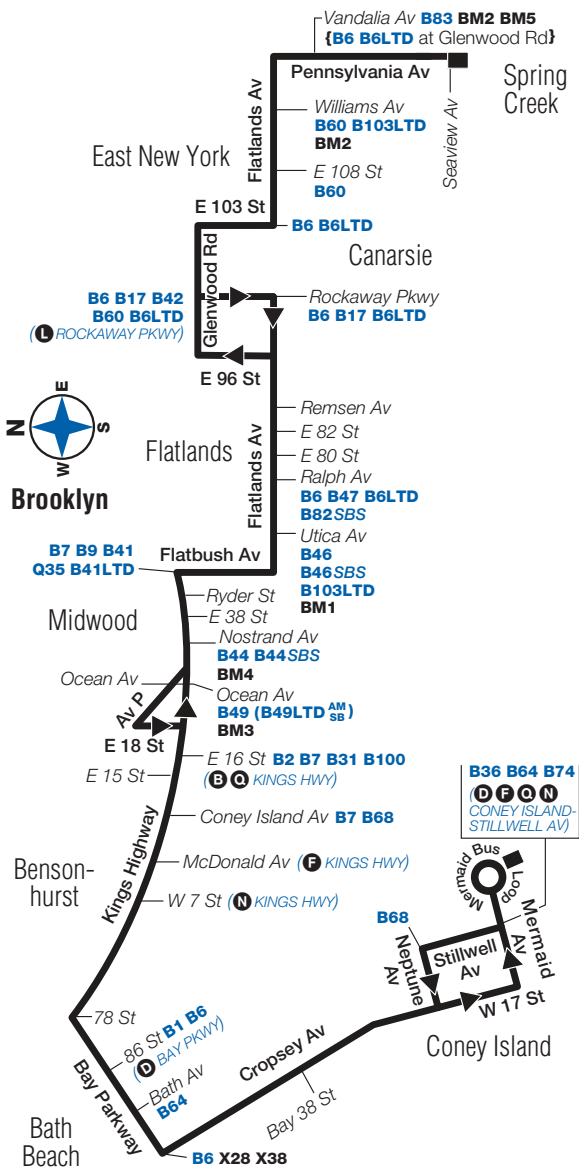 Vandalia Av B83 BM2 BM5
{B6 B6LTD at Glenwood Rd}
Pennsylvania Av
Spring
Creek
Seaview Av
Flatlands Av
Williams Av
B60 B103LTD
BM2
East New York
E 108 St
B60
E 103 St
B6 B6LTD
Canarsie
Glenwood Rd
B6 B17 B42
B60 B6LTD
(L ROCKAWAY PKWY)
Rockaway Pkwy
B6 B17 B6LTD
E 96 St
E
N S
W
Brooklyn
Remsen Av
E 82 St
E 80 St
Flatlands
Flatlands Av
Ralph Av
B6 B47 B6LTD
B82SBS
Utica Av
B46
B46SBS
B103LTD
BM1
Flatbush Av
B7 B9 B41
Q35 B41LTD
Ryder St
E 38 St
Midwood
Nostrand Av
B44 B44SBS
BM4
Ocean Av
Ocean Av
B49 (B49LTD AM SB)
BM3
Av P
E 18 St
E 16 St B2 B7 B31 B100
(B Q KINGS HWY)
E 15 St
Coney Island Av B7 B68
Kings Highway
McDonald Av (F KINGS HWY)
Benson-
hurst
W 7 St (N KINGS HWY)
B36 B64 B74
(D F Q N
CONEY ISLAND-
STILLWELL AV)
Mermaid Bus
Loop
B68
Neptune
Av
Stillwell
Av
Mermaid
Av
W 17 St
Coney Island
78 St
86 St B1 B6
(D BAY PKWY)
Bath Av
B64
Bay Parkway
Cropsey Av
Bay 38 St
Bath
Beach
B6 X28 X38